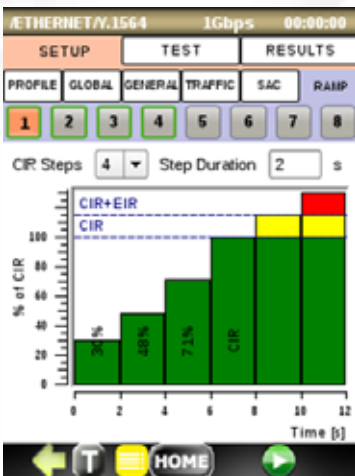 /ETHERNET/Y.1564 1Gbps 00:00:00
SETUP TEST RESULTS
PROFILE GLOBAL GENERAL TRAFFIC SAC RAMP
1 2 3 4 5 6 7 8
CIR Steps 4 Step Duration 2 s
CIR+EIR
CIR
100
80
60
40
20
0
% of CIR
30%
48%
71%
CIR
0 2 4 6 8 10 12
Time [s]
T HOME